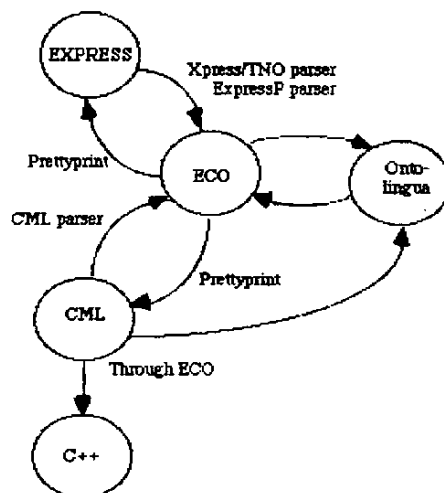 EXPRESS
Xpress/TNO parser
ExpressP parser
Prettyprint
ECO
Onto-
lingua
CML parser
Prettyprint
CML
Through ECO
C++